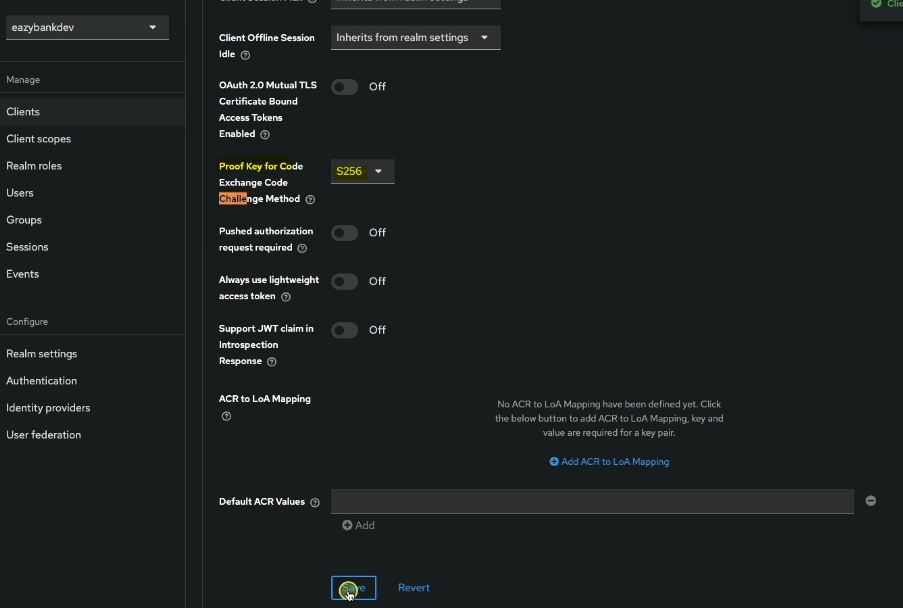 eazybankdev
Manage
Clients
Client scopes
Realm roles
Users
Groups
Sessions
Events
Configure
Realm settings
Authentication
Identity providers
User federation
Client Offline Session
Idle
Inherits from realm settings
OAuth 2.0 Mutual TLS
Certificate Bound
Access Tokens
Enabled
Off
Proof Key for Code
Exchange Code
Challenge Method
S256
Pushed authorization
request required
Off
Always use lightweight
access token
Off
Support JWT claim in
Introspection
Response
Off
ACR to LoA Mapping
No ACR to LoA Mapping have been defined yet. Click
the below button to add ACR to LoA Mapping, key and
value are required for a key pair.
Add ACR to LoA Mapping
Default ACR Values
Add
Save
Revert